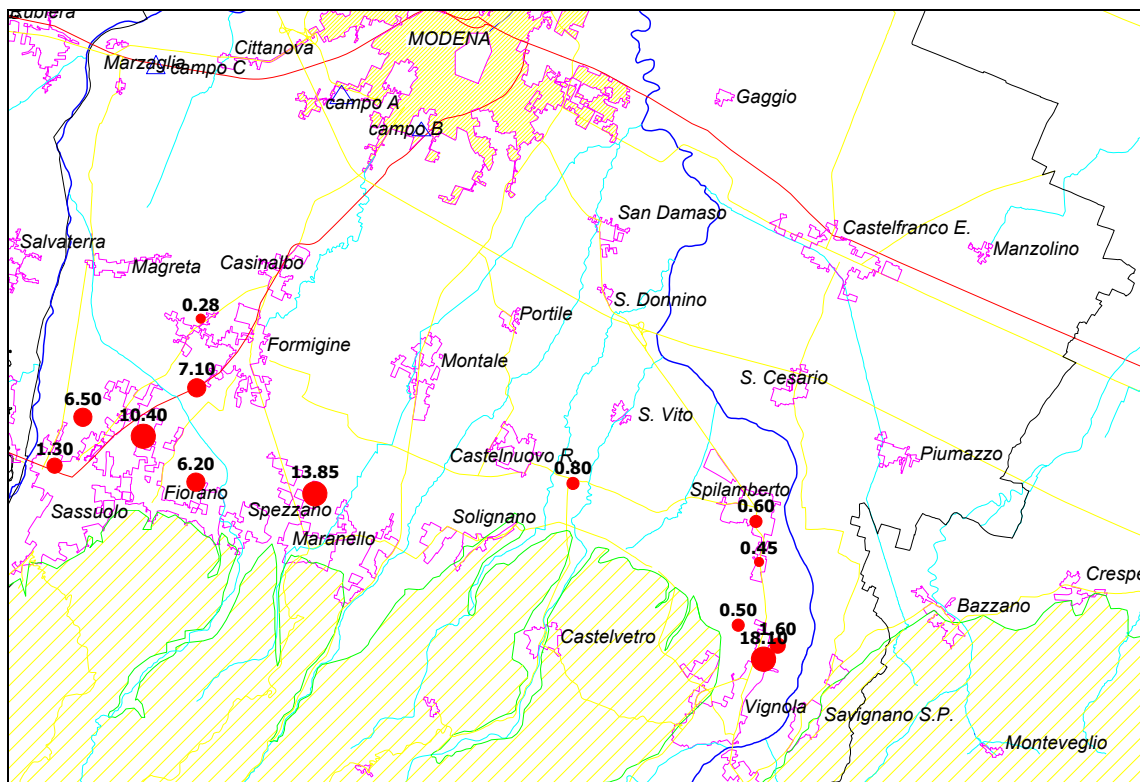 Rubiera
MODENA
Cittanova
Marzaglia
campo C
campo A
Gaggio
campo B
San Damaso
Castelfranco E.
Salvaterra
Magreta
Casinalbo
Manzolino
0.28
S. Donnino
Portile
Formigine
Montale
7.10
S. Cesario
6.50
10.40
S. Vito
1.30
Castelnuovo R.
Piumazzo
6.20
13.85
0.80
Fiorano
Spilamberto
Sassuolo
Spezzano
Solignano
0.60
Maranello
0.45
Crespe
0.50
Bazzano
Castelvetro
1.60
18.10
Vignola
Savignano S.P.
Monteveglio